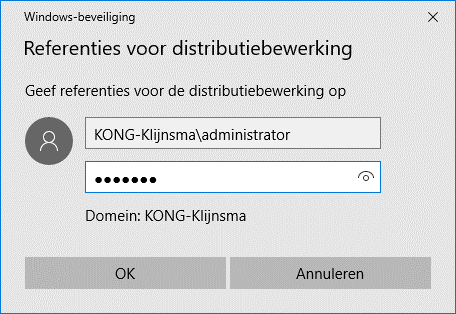 Windows-beveiliging
Referenties voor distributiebewerking
Geef referenties voor de distributiebewerking op
KONG-Klijnsma\administrator
●●●●●●●
Domein: KONG-Klijnsma
OK
Annuleren